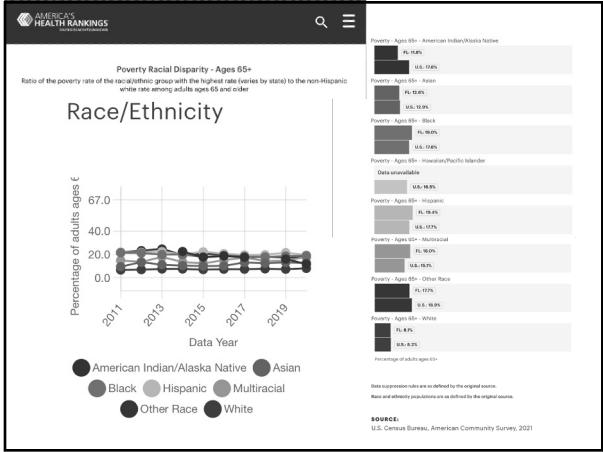 AMERICA'S
HEALTH RANKINGS
Poverty Racial Disparity - Ages 65+
Ratio of the poverty rate of the racial/ethnic group with the highest rate (varies by state) to the non-Hispanic
white rate among adults ages 65 and older
Race/Ethnicity
Percentage of adults ages 6
67.0
40.0
20.0
0.0
2011
2013
2015
2017
2019
Data Year
American Indian/Alaska Native
Asian
Black
Hispanic
Multiracial
Other Race
White
Poverty - Ages 65+ - American Indian/Alaska Native
FL: 11.8%
U.S.: 17.6%
Poverty - Ages 65+ - Asian
FL: 12.6%
U.S.: 12.9%
Poverty - Ages 65+ - Black
FL: 19.0%
U.S.: 17.6%
Poverty - Ages 65+ - Hawaiian/Pacific Islander
Data unavailable
U.S.: 16.5%
Poverty - Ages 65+ - Hispanic
FL: 19.4%
U.S.: 17.7%
Poverty - Ages 65+ - Multiracial
FL: 16.0%
U.S.: 15.1%
Poverty - Ages 65+ - Other Race
FL: 17.7%
U.S.: 18.9%
Poverty - Ages 65+ - White
FL: 8.1%
U.S.: 8.2%
Percentage of adults ages 65+
Data suppression rules are as defined by the original source.
Race and ethnicity populations are as defined by the original source.
SOURCE:
U.S. Census Bureau, American Community Survey, 2021